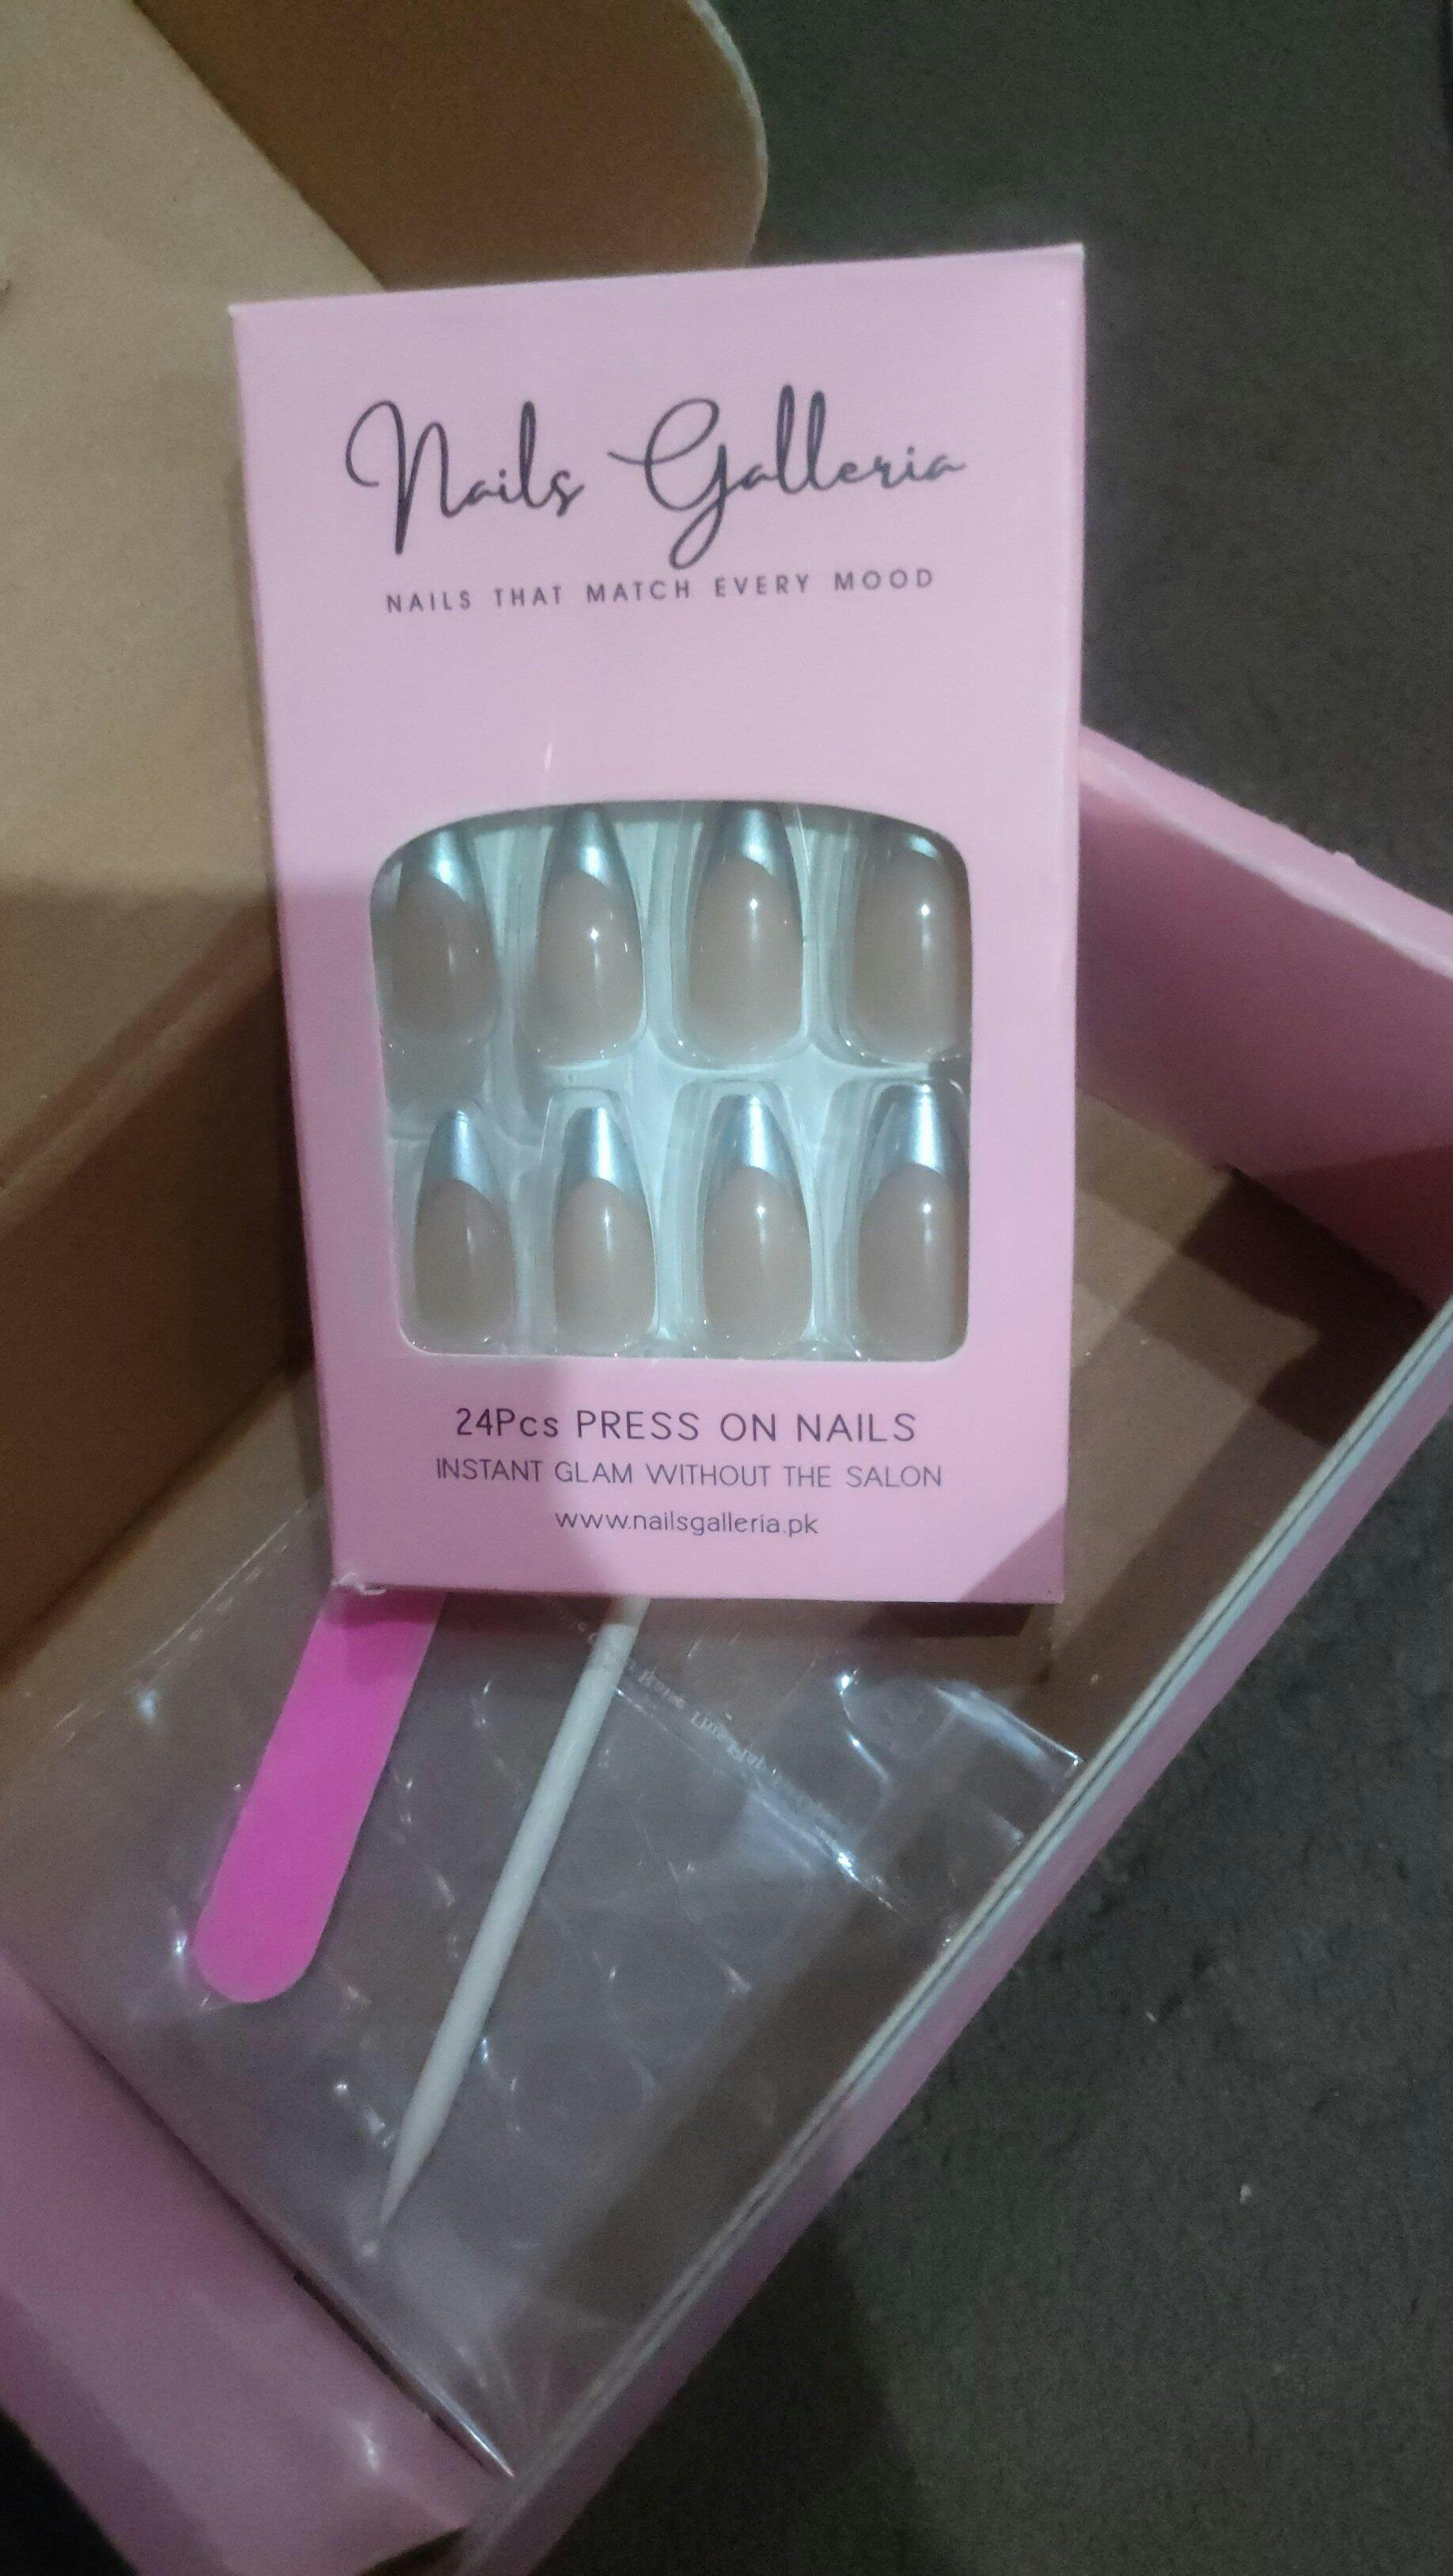 Nails Galleria
NAILS THAT MATCH EVERY MOOD
24Pcs PRESS ON NAILS
INSTANT GLAM WITHOUT THE SALON
www.nailsgalleria.pk